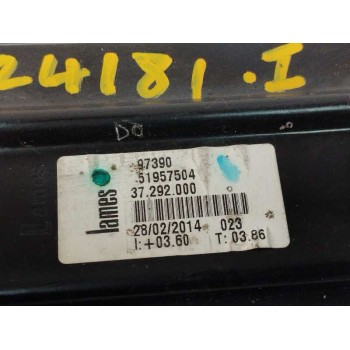 24181.I
DO
lames
97390
51957504
37.292.000
28/02/2014 023
I:+03.60 T: 03.86